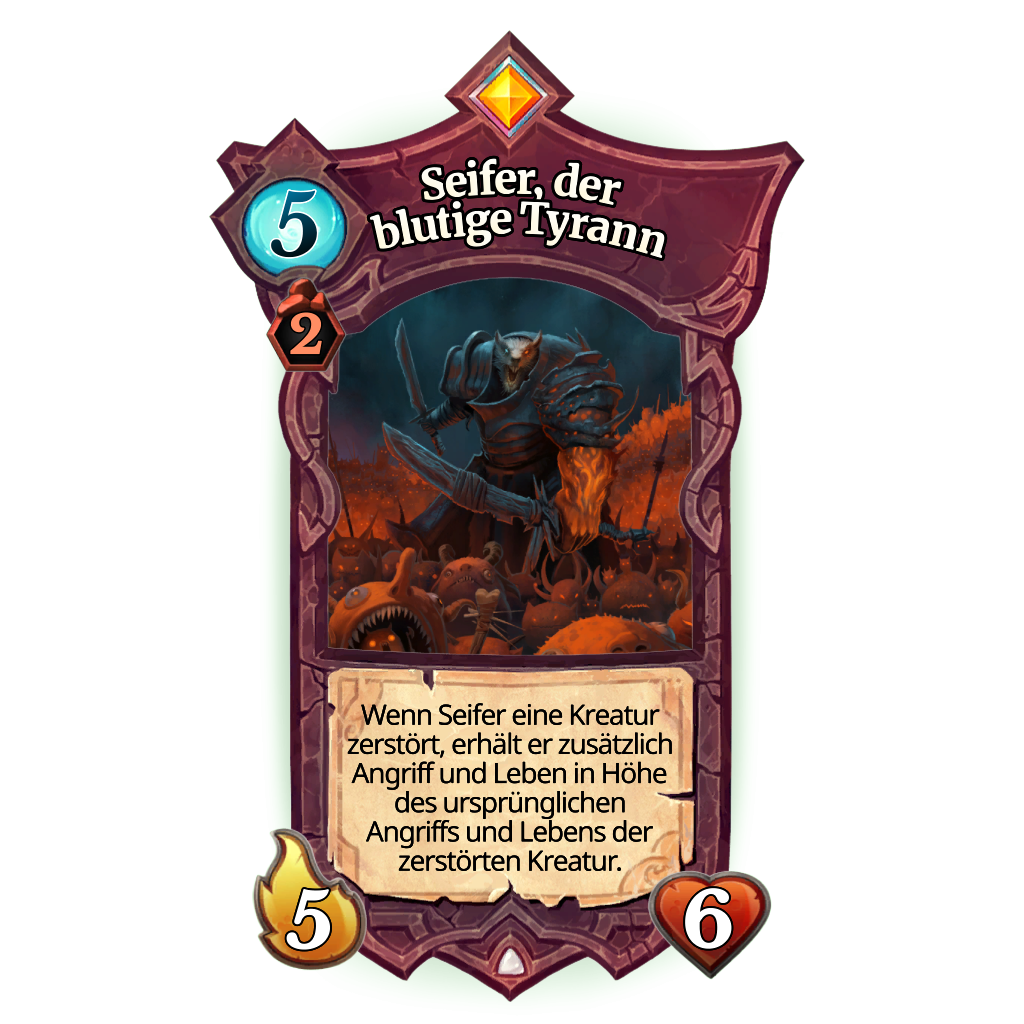 Seifer, der
blutige Tyrann
5
2
Wenn Seifer eine Kreatur
zerstört, erhält er zusätzlich
Angriff und Leben in Höhe
des ursprünglichen
Angriffs und Lebens der
zerstörten Kreatur.
5
6